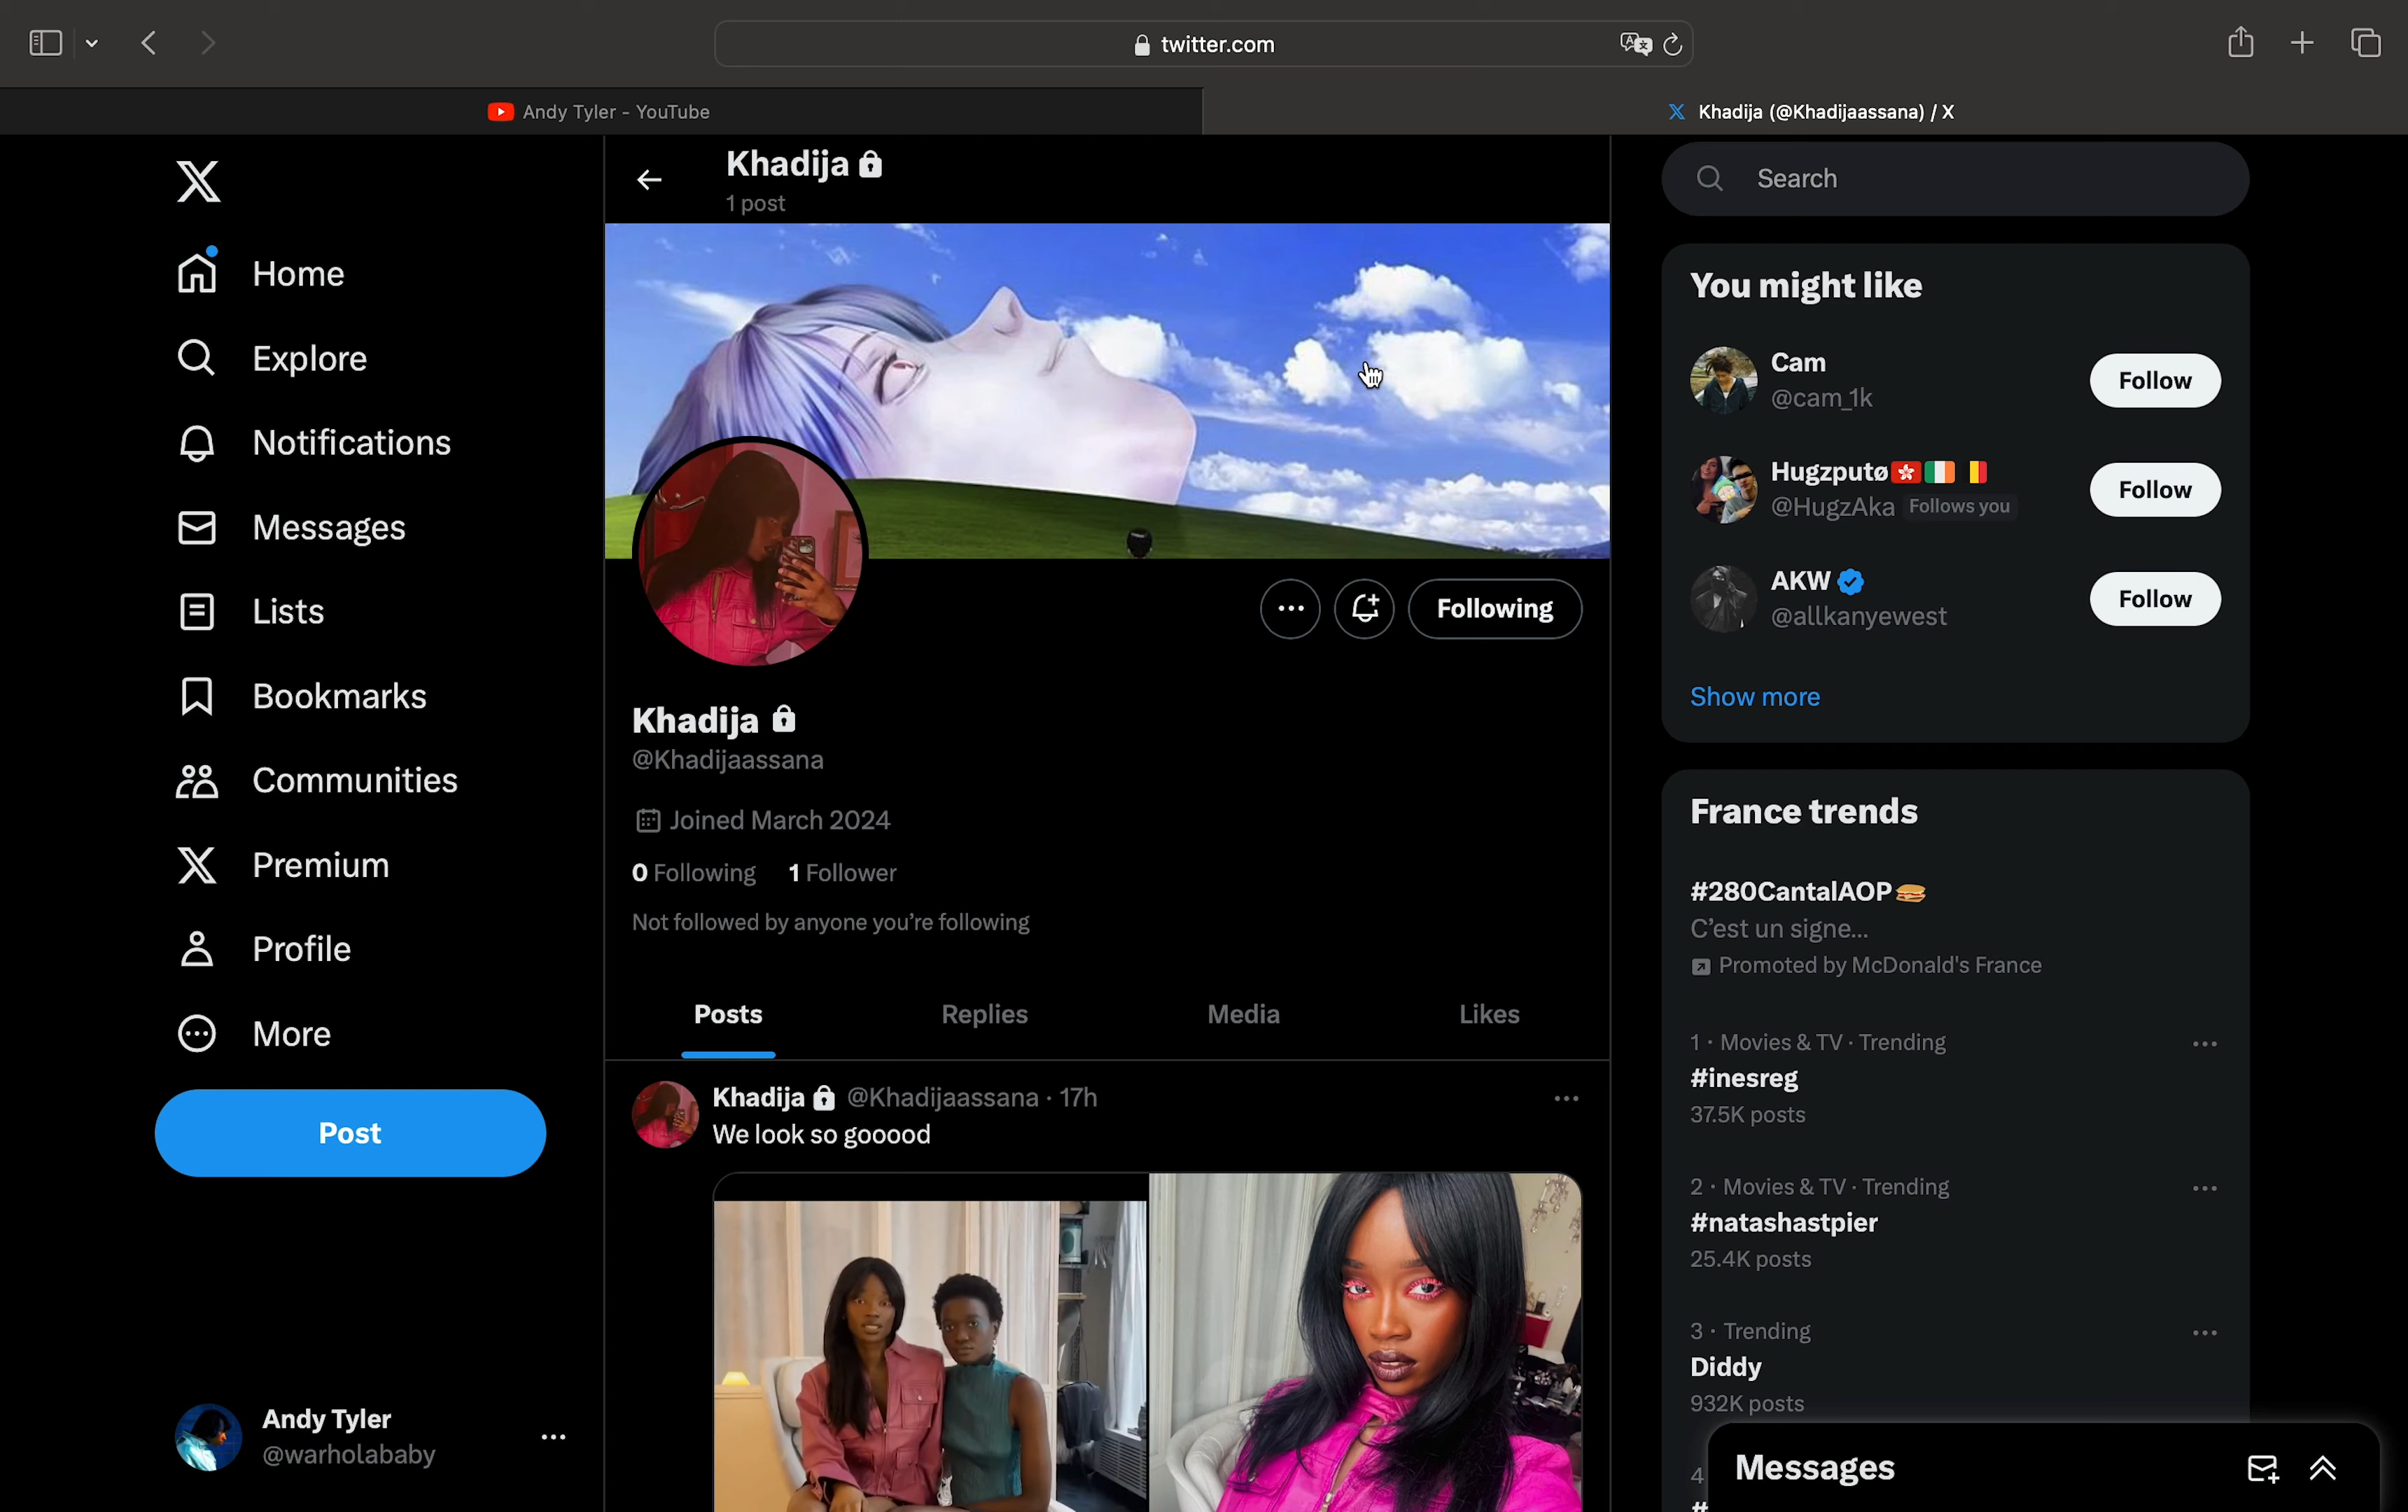 twitter.com
Andy Tyler - YouTube
Khadija (@Khadijaassana) / X
Home
Explore
Notifications
Messages
Lists
Bookmarks
Communities
Premium
Profile
More
Post
Andy Tyler
@warholababy
Khadija
1 post
Following
Khadija
@Khadijaassana
Joined March 2024
0 Following 1 Follower
Not followed by anyone you’re following
Posts Replies Media Likes
Khadija @Khadijaassana · 17h
We look so gooood
Search
You might like
Cam
@cam_1k
Follow
Hugzputø🇭🇰🇮🇪🇧🇪
@HugzAka Follows you
Follow
AKW
@allkanyewest
Follow
Show more
France trends
#280CantalAOP🍔
C’est un signe...
Promoted by McDonald's France
1 · Movies & TV · Trending
#inesreg
37.5K posts
2 · Movies & TV · Trending
#natashastpier
25.4K posts
3 · Trending
Diddy
932K posts
4
#
Messages